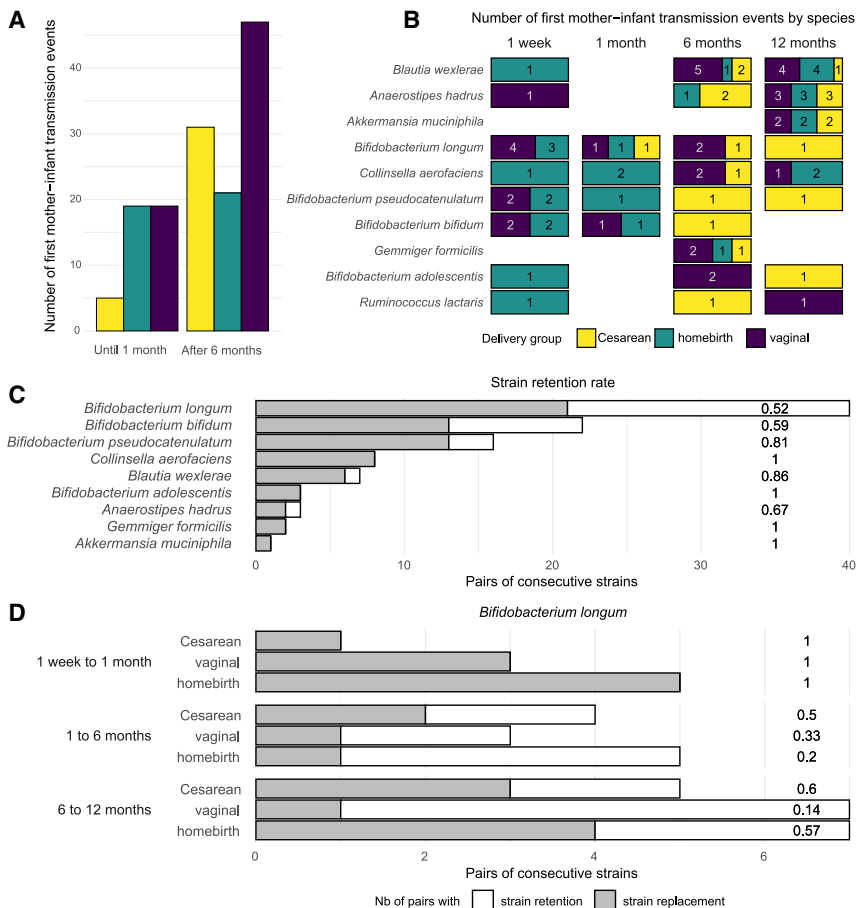 A
Number of first mother−infant transmission events
40
30
20
10
0
Until 1 month
After 6 months
B
Number of first mother−infant transmission events by species
1 week 1 month 6 months 12 months
Blautia wexlerae 1 5 1 2 4 4 1
Anaerostipes hadrus 1 1 2 3 3 3
Akkermansia muciniphila 2 2 2
Bifidobacterium longum 4 3 1 1 1 2 1 1
Collinsella aerofaciens 1 2 2 1 1 2
Bifidobacterium pseudocatenulatum 2 2 1 1 1
Bifidobacterium bifidum 2 2 1 1 1
Gemmiger formicilis 2 1 1
Bifidobacterium adolescentis 1 2 1
Ruminococcus lactaris 1 1 1
Delivery group Cesarean homebirth vaginal
C
Strain retention rate
Bifidobacterium longum 0.52
Bifidobacterium bifidum 0.59
Bifidobacterium pseudocatenulatum 0.81
Collinsella aerofaciens 1
Blautia wexlerae 0.86
Bifidobacterium adolescentis 1
Anaerostipes hadrus 0.67
Gemmiger formicilis 1
Akkermansia muciniphila 1
0 10 20 30 40
Pairs of consecutive strains
D
Bifidobacterium longum
1 week to 1 month
Cesarean 1
vaginal 1
homebirth 1
1 to 6 months
Cesarean 0.5
vaginal 0.33
homebirth 0.2
6 to 12 months
Cesarean 0.6
vaginal 0.14
homebirth 0.57
0 2 4 6
Pairs of consecutive strains
Nb of pairs with strain retention strain replacement